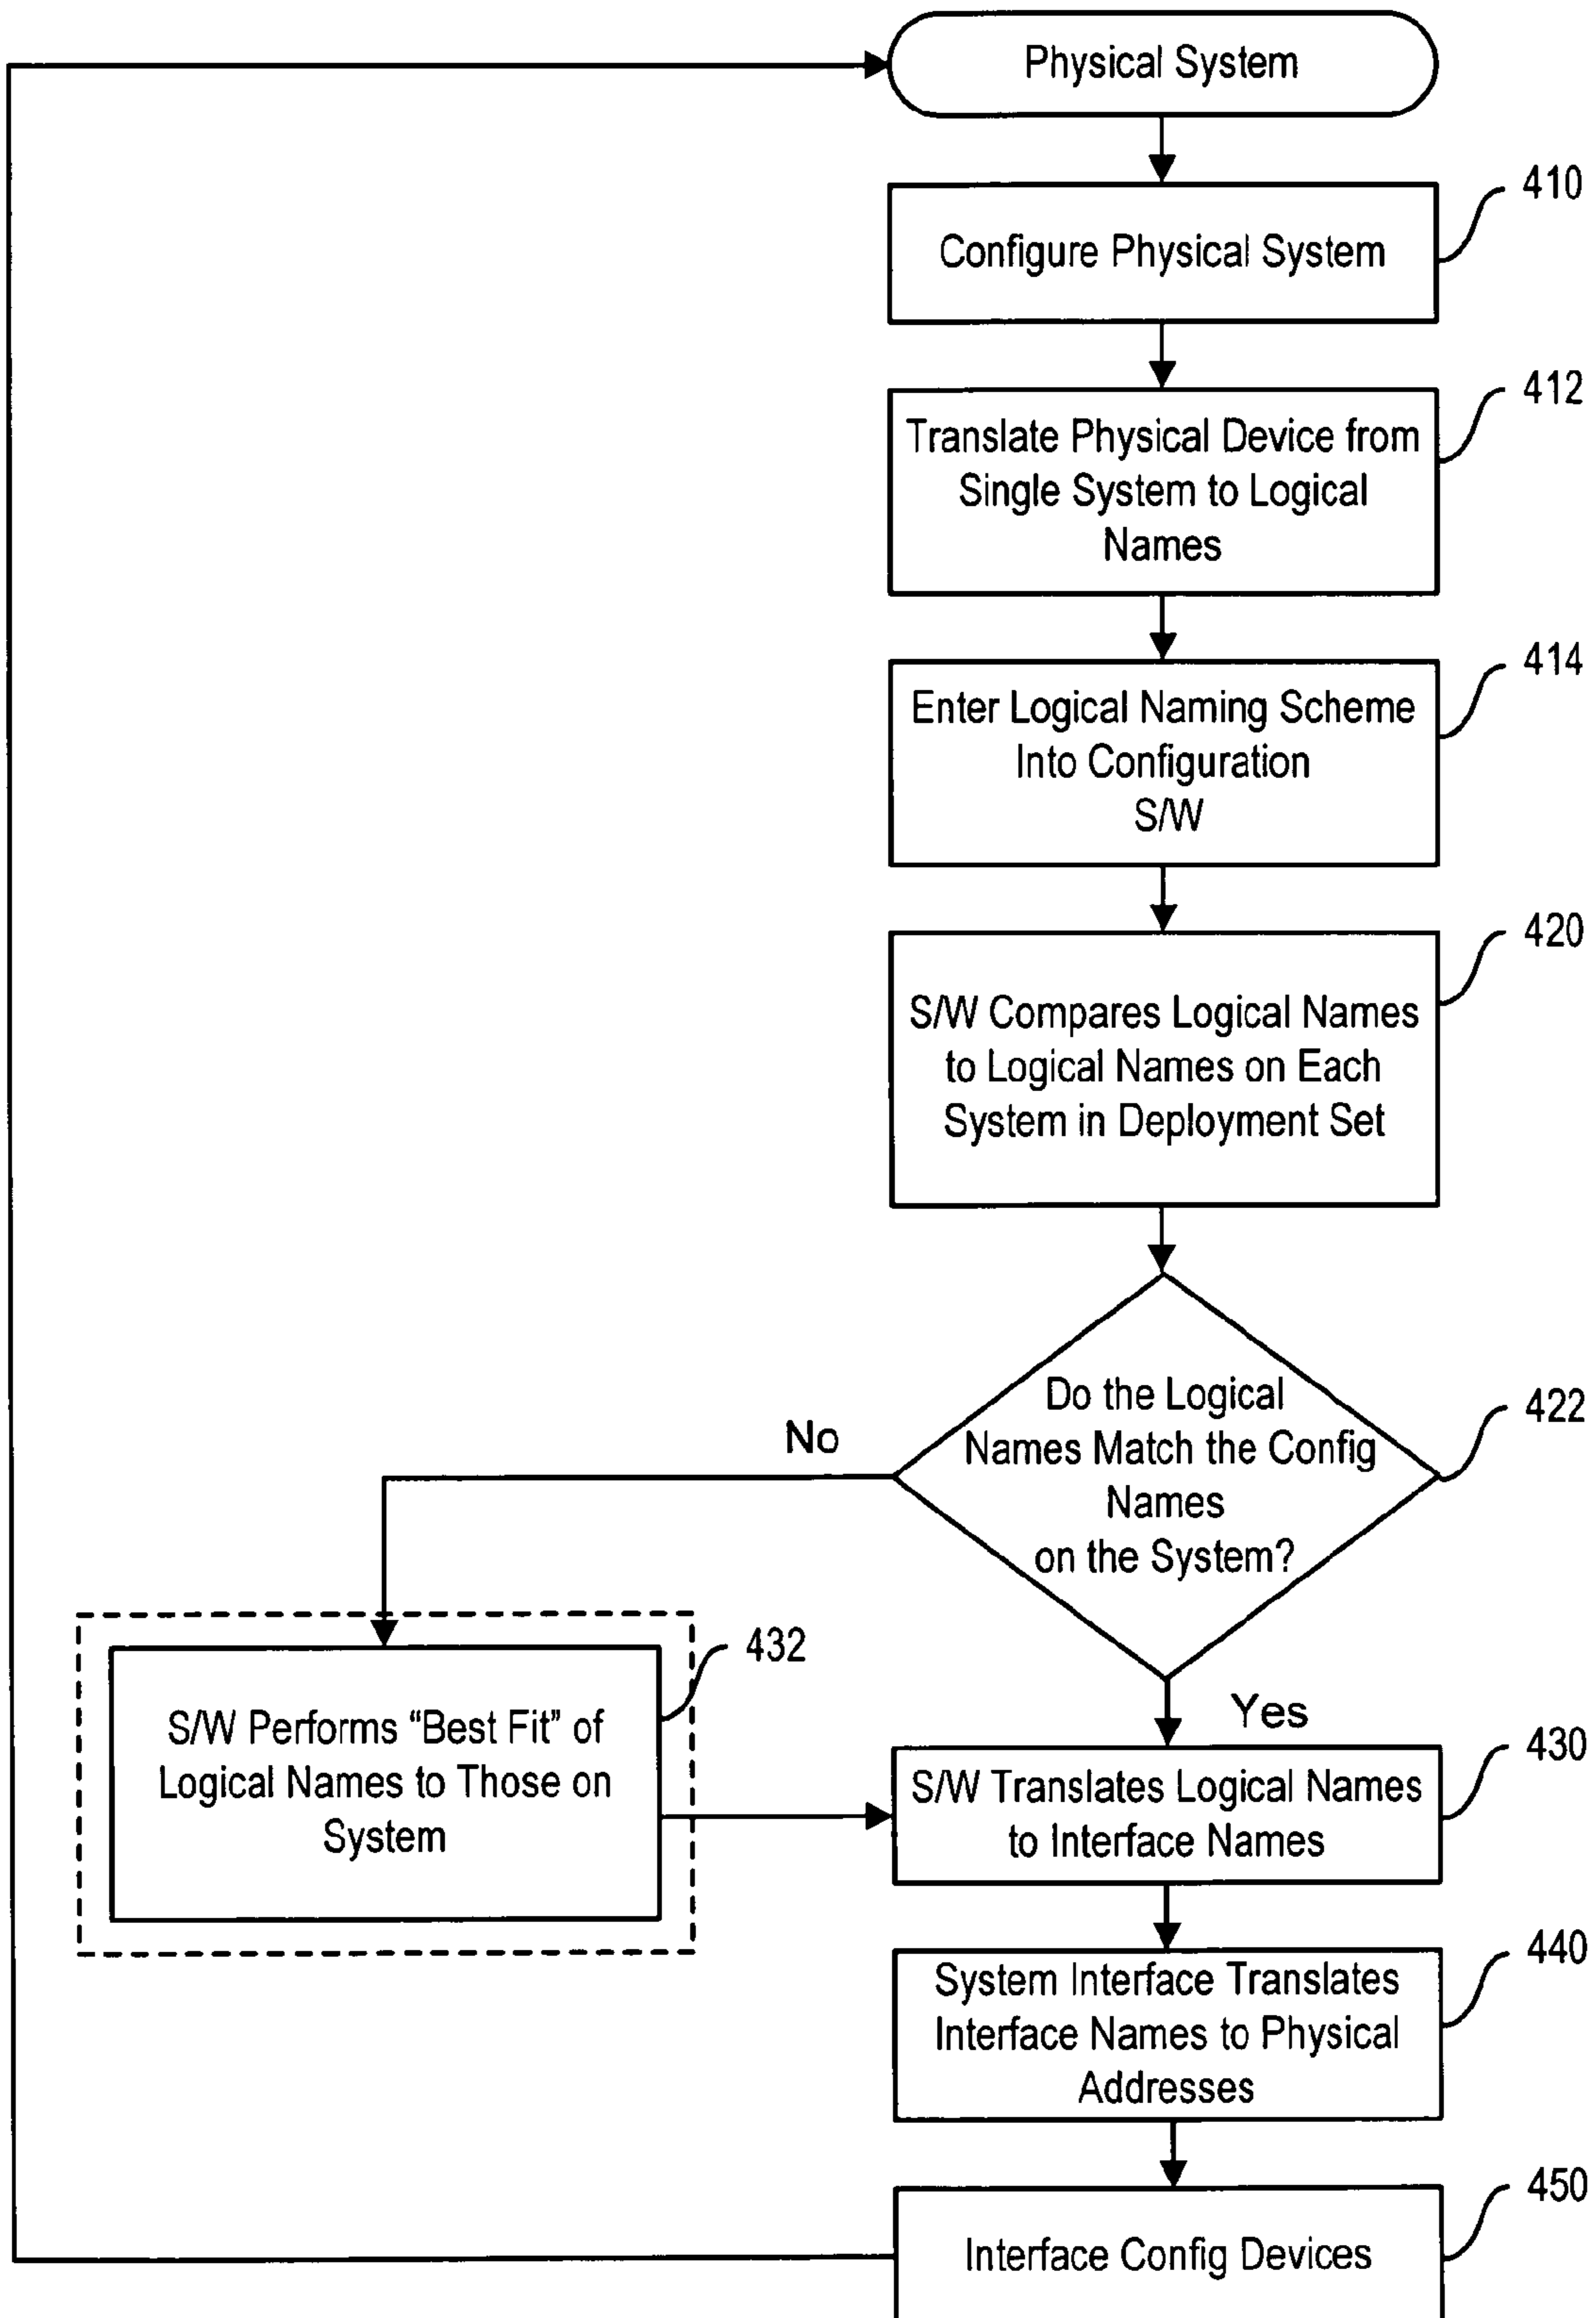 Physical System
410
Configure Physical System
412
Translate Physical Device from
Single System to Logical
Names
414
Enter Logical Naming Scheme
Into Configuration
S/W
420
S/W Compares Logical Names
to Logical Names on Each
System in Deployment Set
422
Do the Logical
Names Match the Config
Names
on the System?
No
Yes
432
S/W Performs “Best Fit” of
Logical Names to Those on
System
430
S/W Translates Logical Names
to Interface Names
440
System Interface Translates
Interface Names to Physical
Addresses
450
Interface Config Devices